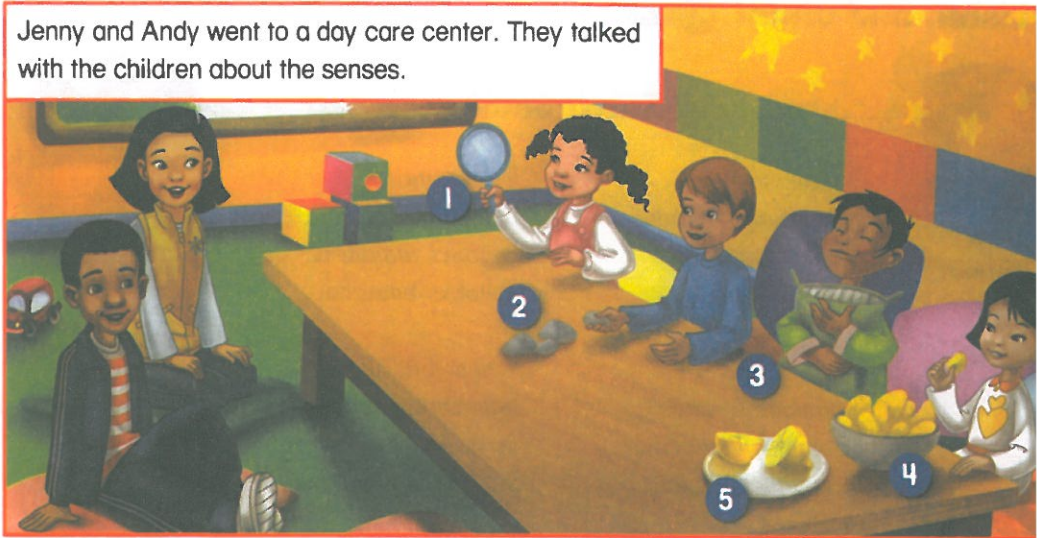 Jenny and Andy went to a day care center. They talked
with the children about the senses.
1
2
3
4
5